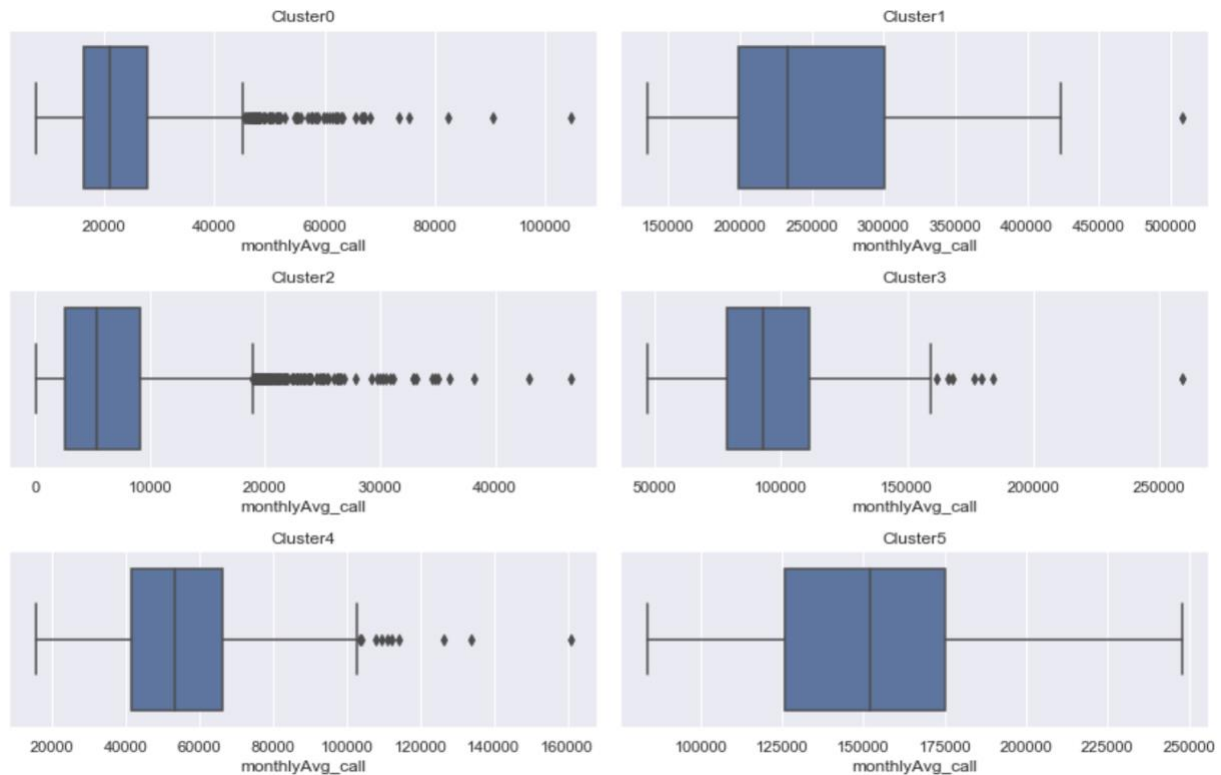 Cluster0
20000 40000 60000 80000 100000
monthlyAvg_call
Cluster1
150000 200000 250000 300000 350000 400000 450000 500000
monthlyAvg_call
Cluster2
0 10000 20000 30000 40000
monthlyAvg_call
Cluster3
50000 100000 150000 200000 250000
monthlyAvg_call
Cluster4
20000 40000 60000 80000 100000 120000 140000 160000
monthlyAvg_call
Cluster5
100000 125000 150000 175000 200000 225000 250000
monthlyAvg_call